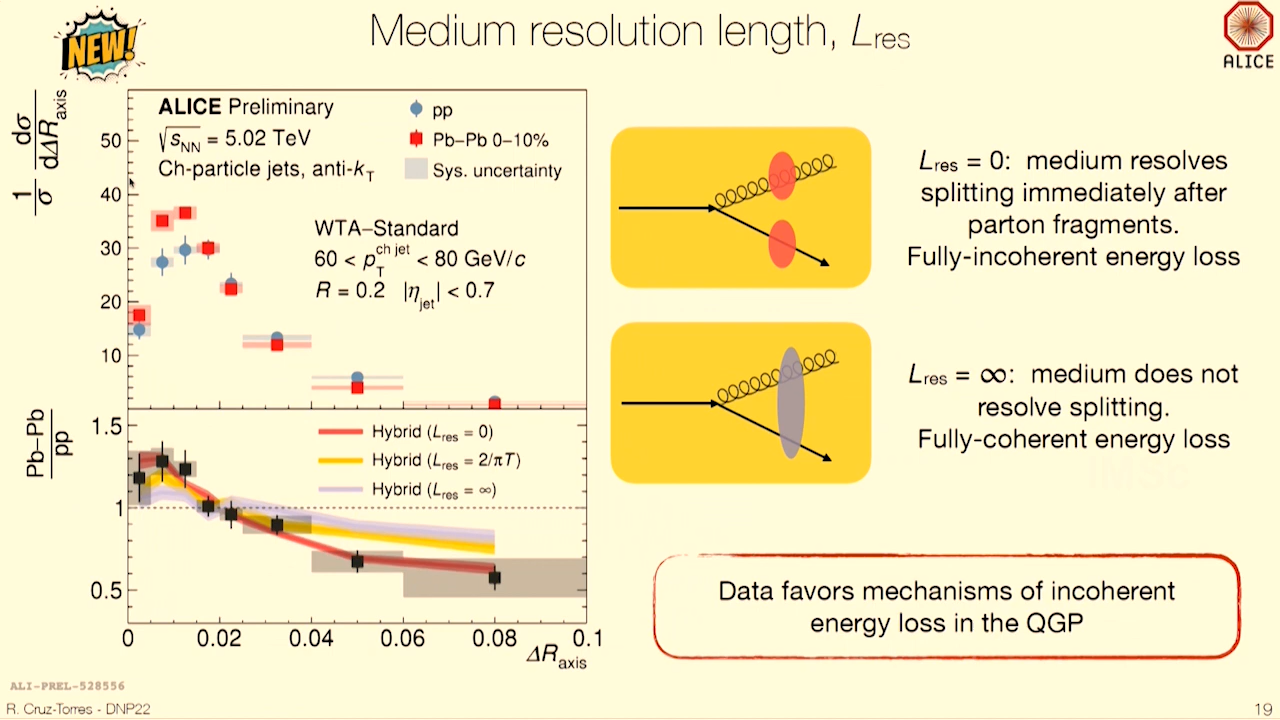 NEW!
Medium resolution length, Lres
ALICE
1/σ dσ/dΔRaxis
ALICE Preliminary
√sNN = 5.02 TeV
Ch-particle jets, anti-kT
pp
Pb–Pb 0–10%
Sys. uncertainty
WTA–Standard
60 < pT ch jet < 80 GeV/c
R = 0.2 |ηjet| < 0.7
50
40
30
20
10
Pb–Pb/pp
1.5
1
0.5
Hybrid (Lres = 0)
Hybrid (Lres = 2/πT)
Hybrid (Lres = ∞)
0 0.02 0.04 0.06 0.08 0.1
ΔRaxis
Lres = 0: medium resolves
splitting immediately after
parton fragments.
Fully-incoherent energy loss
Lres = ∞: medium does not
resolve splitting.
Fully-coherent energy loss
Data favors mechanisms of incoherent
energy loss in the QGP
ALI-PREL-528556
R. Cruz-Torres - DNP22
19